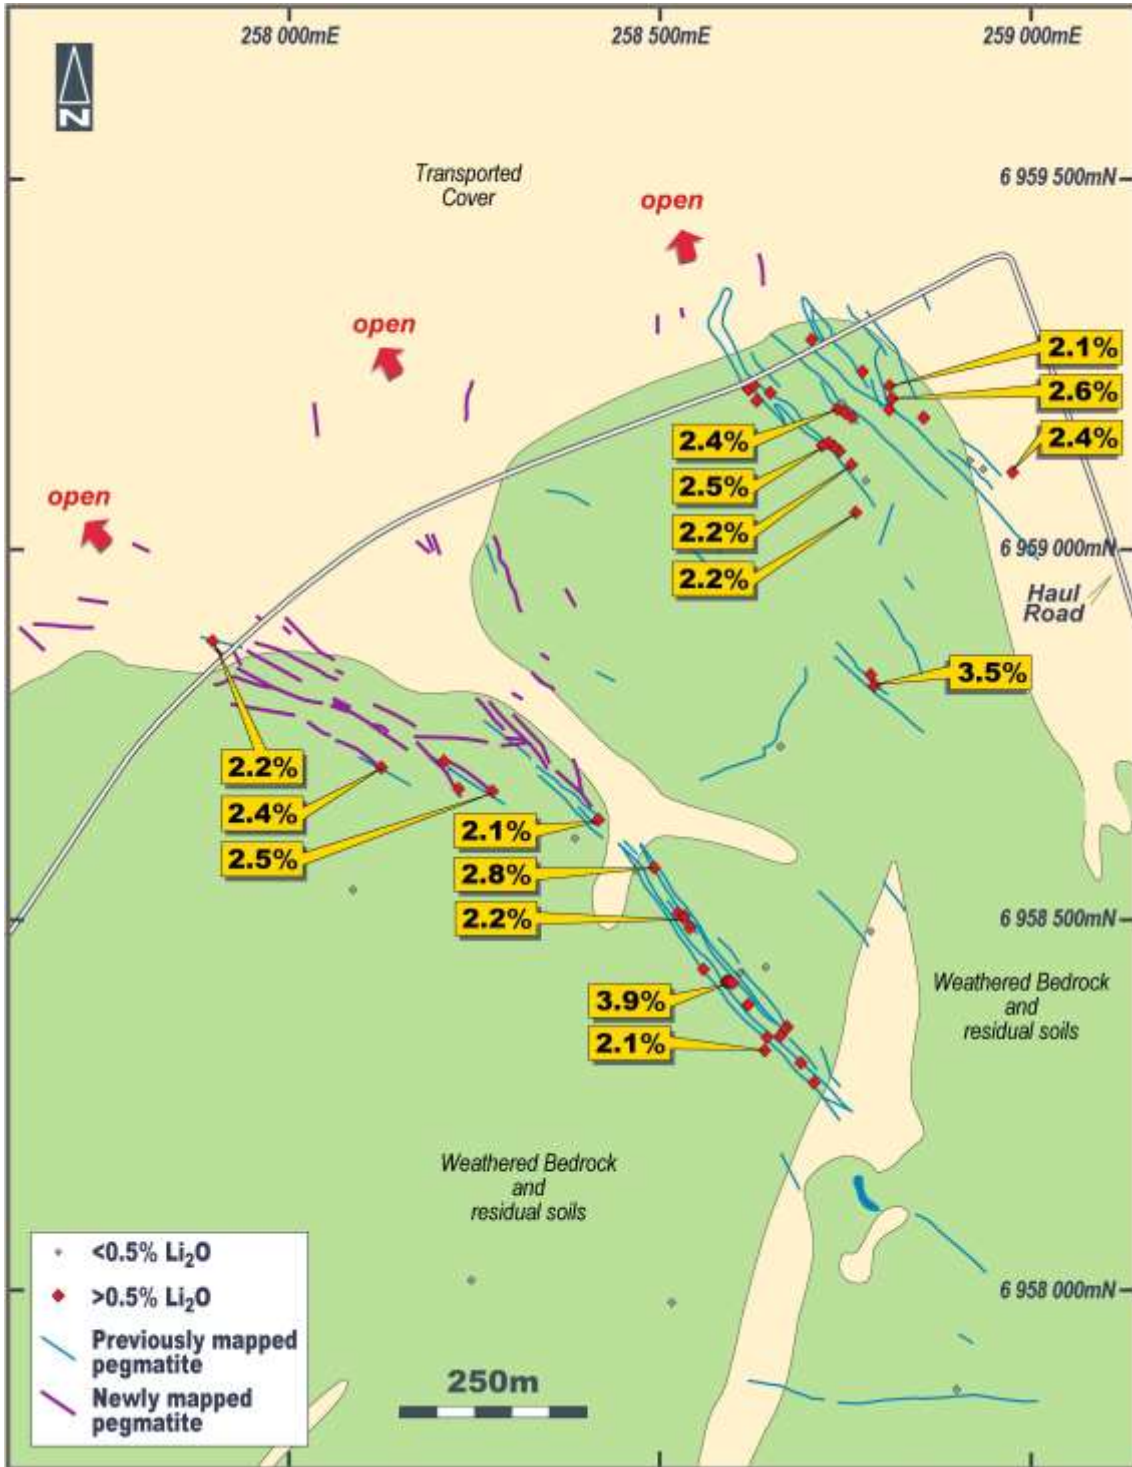 258 000mE
258 500mE
259 000mE
N
Transported
Cover
6 959 500mN
open
open
2.1%
2.6%
2.4%
2.4%
2.5%
2.2%
2.2%
open
6 959 000mN
Haul
Road
3.5%
2.2%
2.4%
2.5%
2.1%
2.8%
2.2%
6 958 500mN
3.9%
2.1%
Weathered Bedrock
and
residual soils
Weathered Bedrock
and
residual soils
<0.5% Li₂O
>0.5% Li₂O
Previously mapped
pegmatite
Newly mapped
pegmatite
250m
6 958 000mN